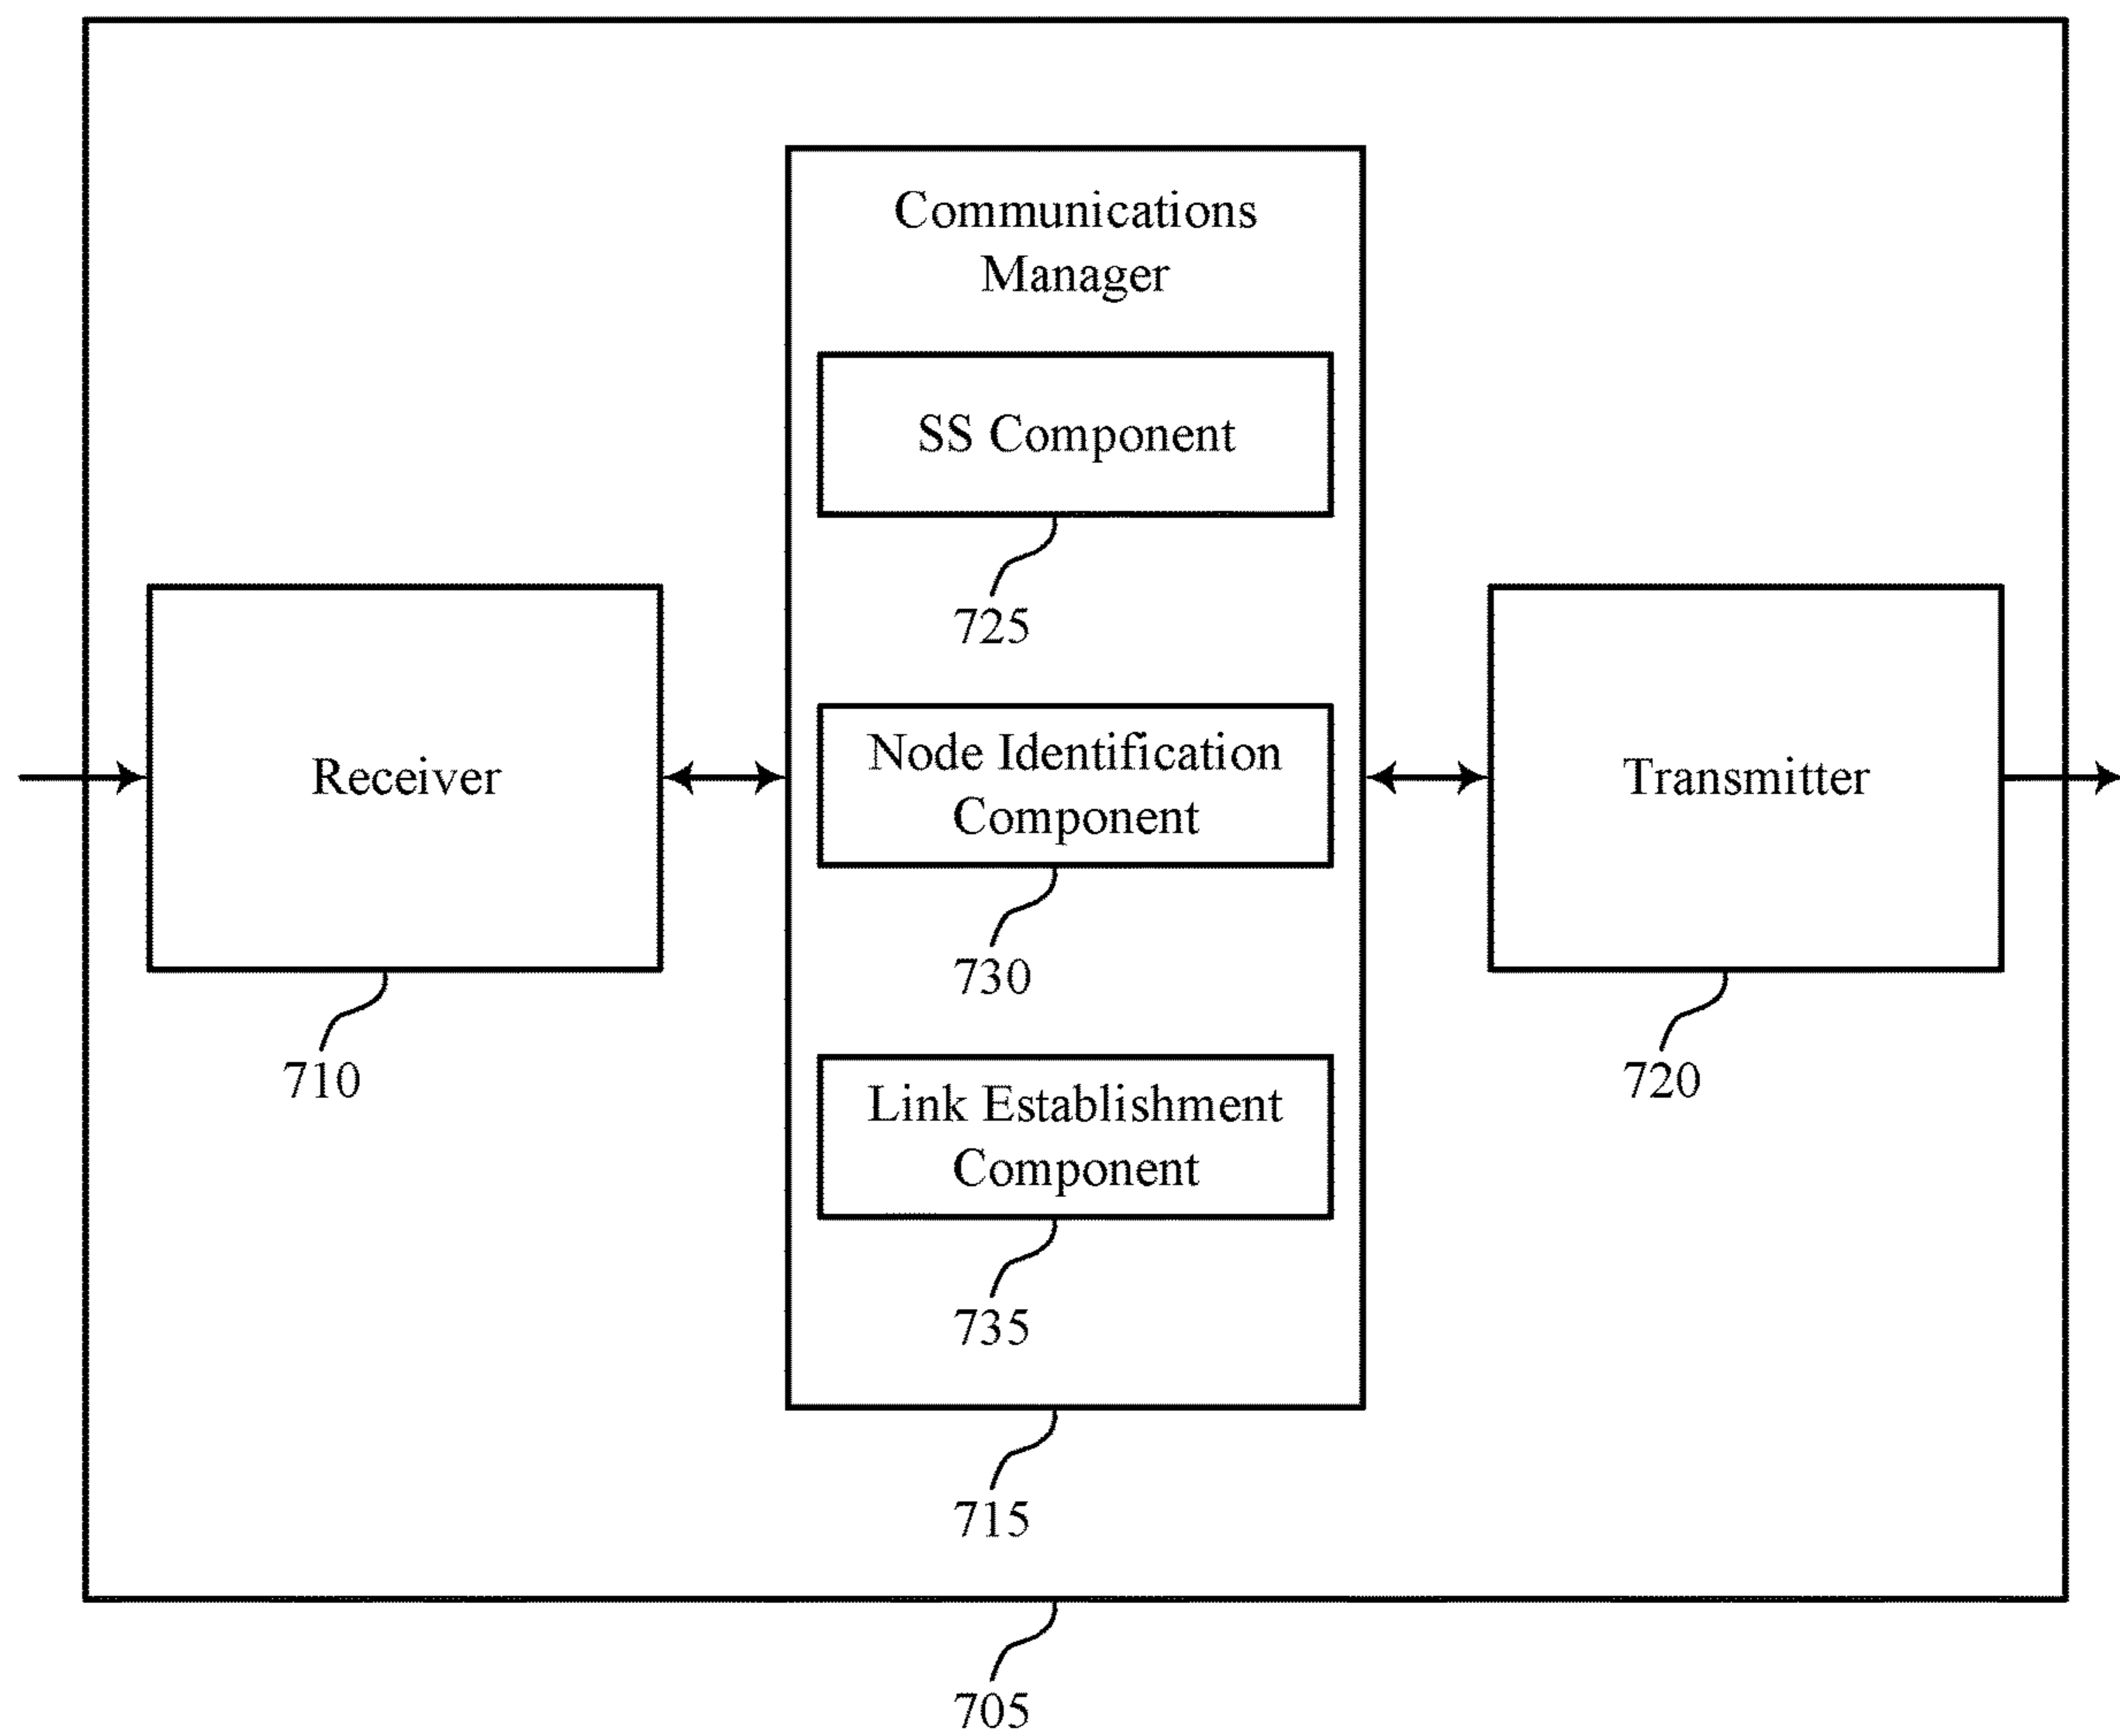 Communications
Manager
SS Component
725
Receiver
710
Node Identification
Component
730
Transmitter
720
Link Establishment
Component
735
715
705